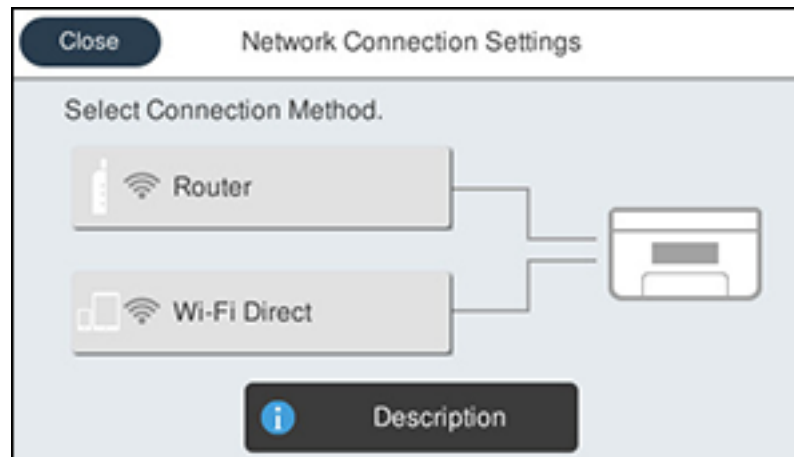 Close
Network Connection Settings
Select Connection Method.
Router
Wi-Fi Direct
Description